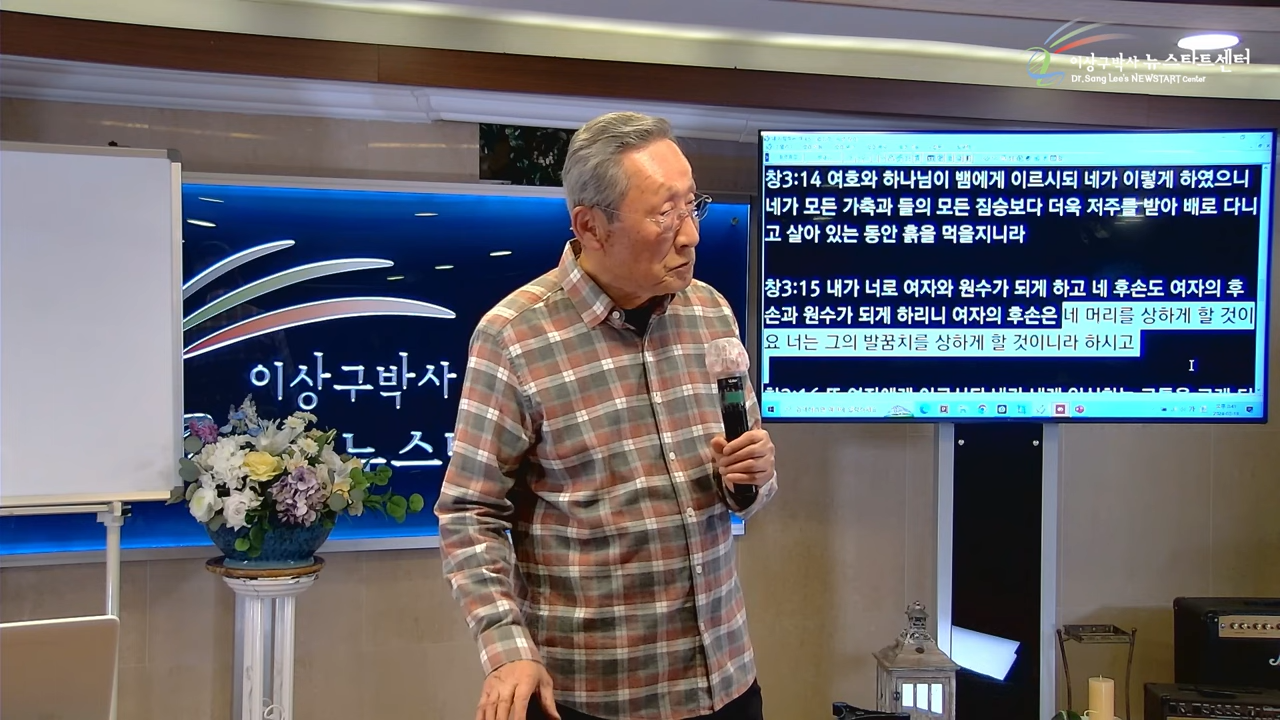 이상구박사 뉴스타트센터
Dr. Sang Lee's NEWSTART Center
창3:14 여호와 하나님이 뱀에게 이르시되 네가 이렇게 하였으니
네가 모든 가축과 들의 모든 짐승보다 더욱 저주를 받아 배로 다니
고 살아 있는 동안 흙을 먹을지니라
창3:15 내가 너로 여자와 원수가 되게 하고 네 후손도 여자의 후
손과 원수가 되게 하리니 여자의 후손은 네 머리를 상하게 할 것이
요 너는 그의 발꿈치를 상하게 할 것이니라 하시고
이상구박사
뉴스